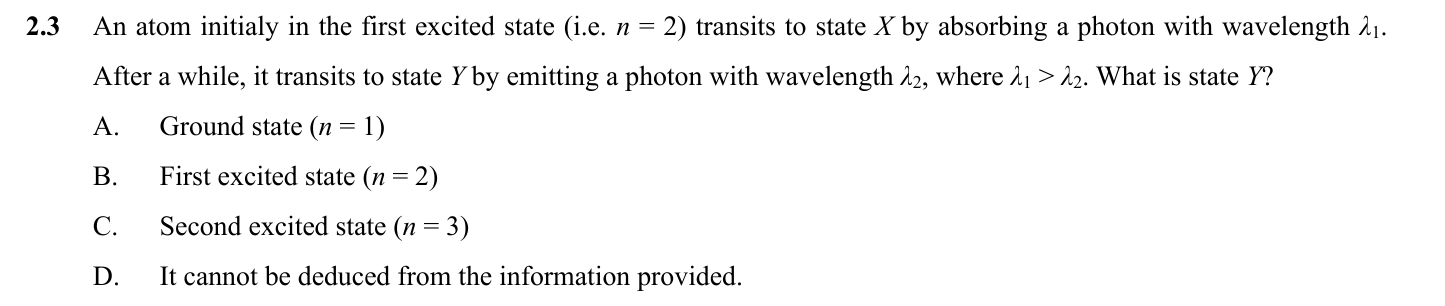 2.3 An atom initialy in the first excited state (i.e. n = 2) transits to state X by absorbing a photon with wavelength λ₁.
After a while, it transits to state Y by emitting a photon with wavelength λ₂, where λ₁ > λ₂. What is state Y?
A. Ground state (n = 1)
B. First excited state (n = 2)
C. Second excited state (n = 3)
D. It cannot be deduced from the information provided.